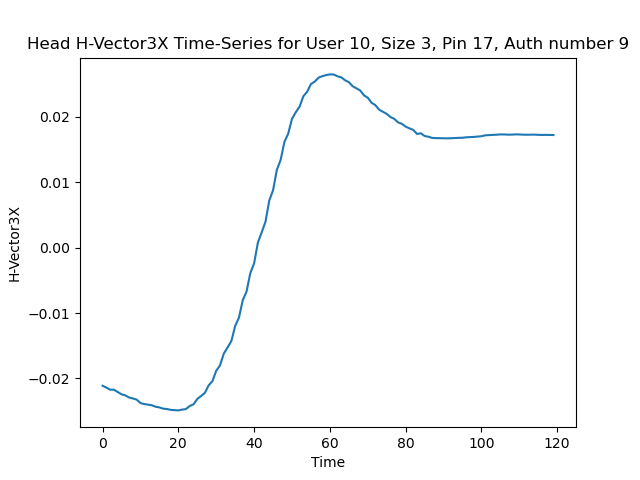 Head H-Vector3X Time-Series for User 10, Size 3, Pin 17, Auth number 9
0.02
0.01
0.00
−0.01
−0.02
H-Vector3X
0 20 40 60 80 100 120
Time